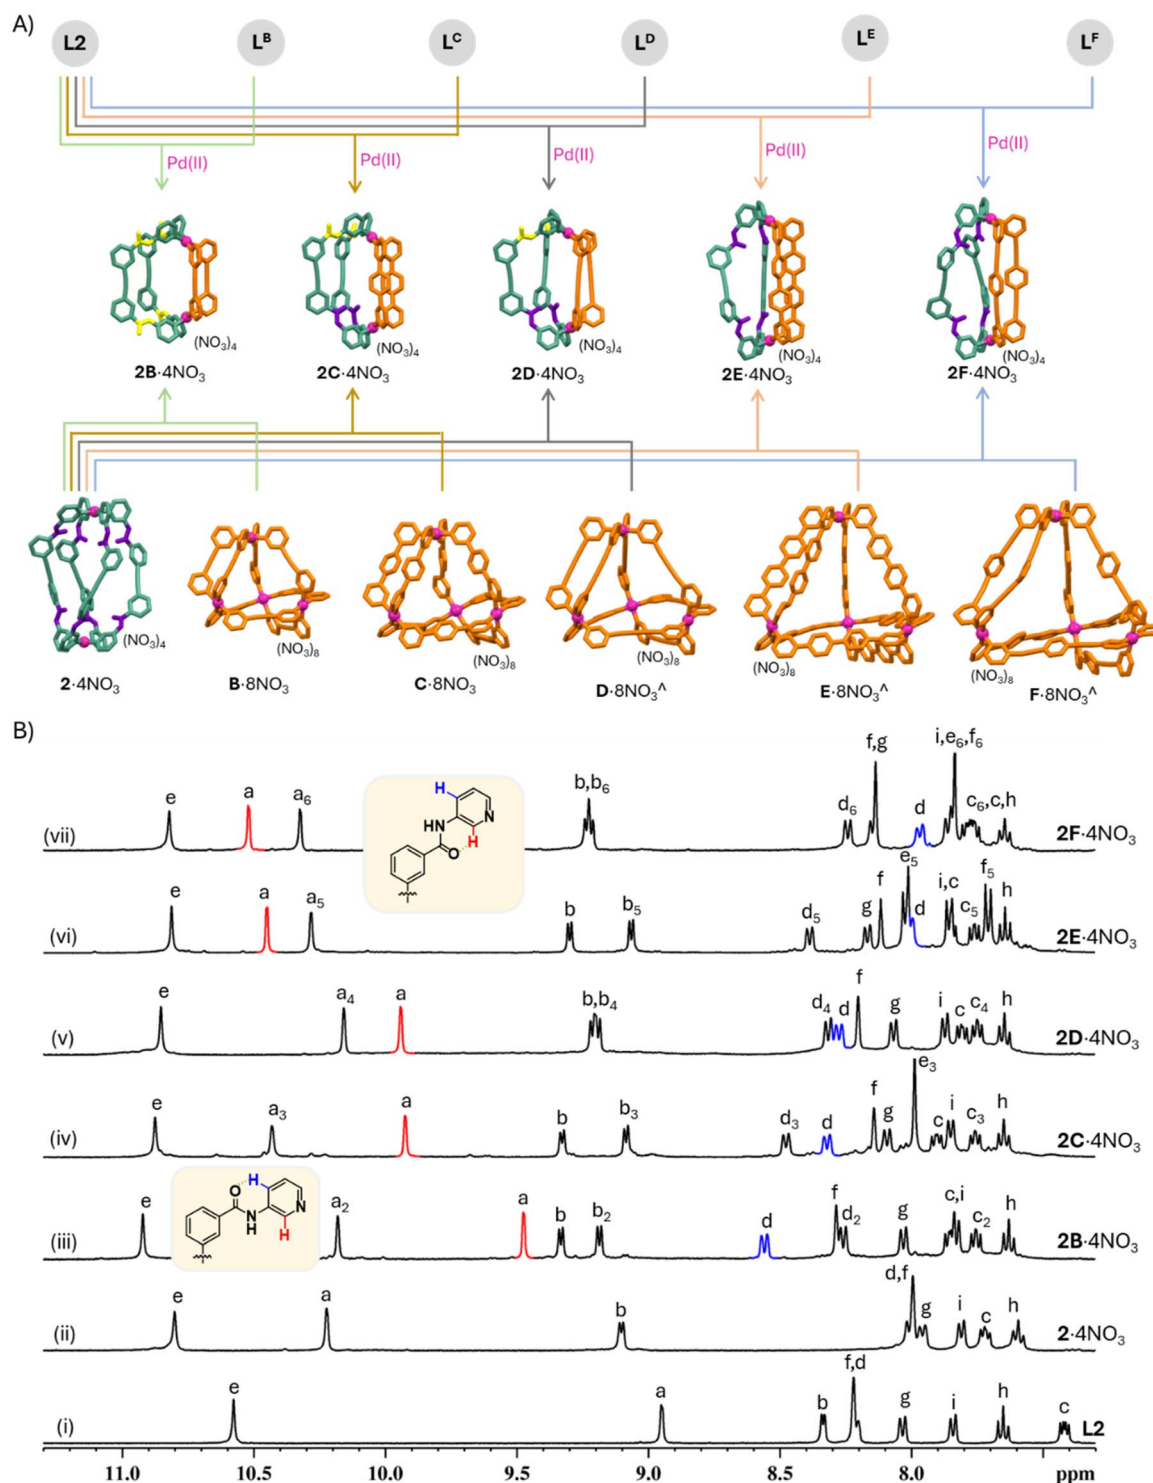 A)
L2 L^B L^C L^D L^E L^F
Pd(II) Pd(II) Pd(II) Pd(II) Pd(II)
(NO₃)₄ (NO₃)₄ (NO₃)₄ (NO₃)₄ (NO₃)₄
2B·4NO₃ 2C·4NO₃ 2D·4NO₃ 2E·4NO₃ 2F·4NO₃
(NO₃)₄ (NO₃)₈ (NO₃)₈ (NO₃)₈ (NO₃)₈ (NO₃)₈
2·4NO₃ B·8NO₃ C·8NO₃ D·8NO₃^ E·8NO₃^ F·8NO₃^
B)
e a a₆ b,b₆ d₆ f,g d i,e₆,f₆ c₆,c,h
H N HN O H
(vii) 2F·4NO₃
e a a₅ b b₅ d₅ g f e₅ d i,c c₅ f₅ h
(vi) 2E·4NO₃
e a₄ a b,b₄ d₄ d f g i c c₄ h
(v) 2D·4NO₃
e a₃ a b b₃ d₃ d f g e₃ c i c₃ h
(iv) 2C·4NO₃
O H N N H H
e a₂ a b b₂ d f d₂ g c,i c₂ h
(iii) 2B·4NO₃
e a b d,f g i c h
(ii) 2·4NO₃
e a b f,d g i h c
(i) L2
11.0 10.5 10.0 9.5 9.0 8.5 8.0 ppm